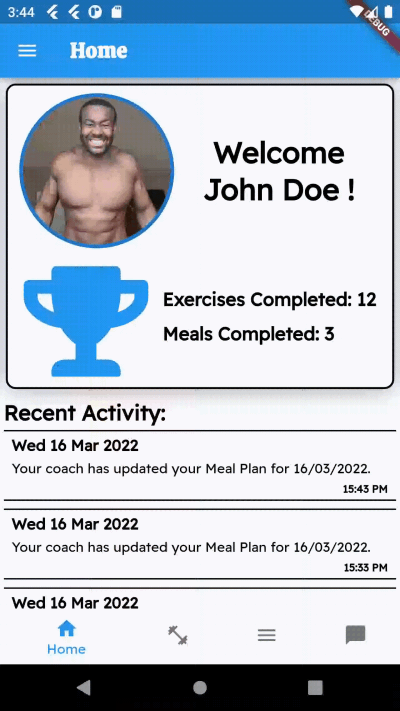 3:44
DEBUG
Home
Welcome
John Doe !
Exercises Completed: 12
Meals Completed: 3
Recent Activity:
Wed 16 Mar 2022
Your coach has updated your Meal Plan for 16/03/2022.
15:43 PM
Wed 16 Mar 2022
Your coach has updated your Meal Plan for 16/03/2022.
15:33 PM
Wed 16 Mar 2022
Home